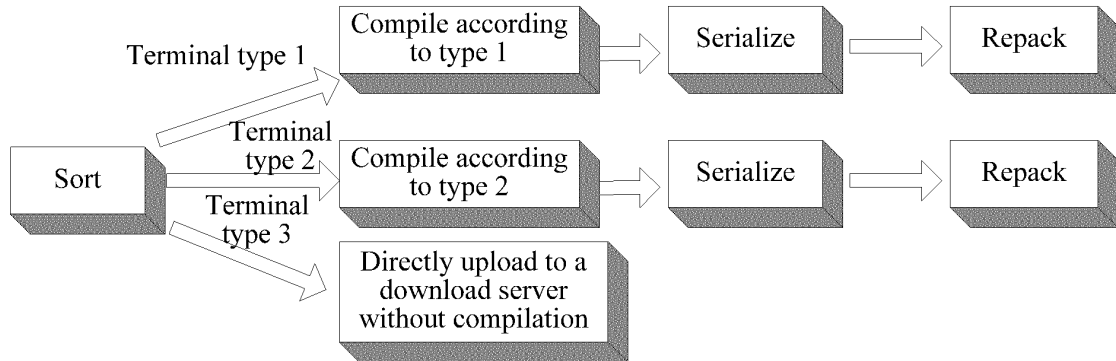 Terminal type 1
Compile according
to type 1
Serialize
Repack
Sort
Terminal
type 2
Compile according
to type 2
Serialize
Repack
Terminal
type 3
Directly upload to a
download server
without compilation